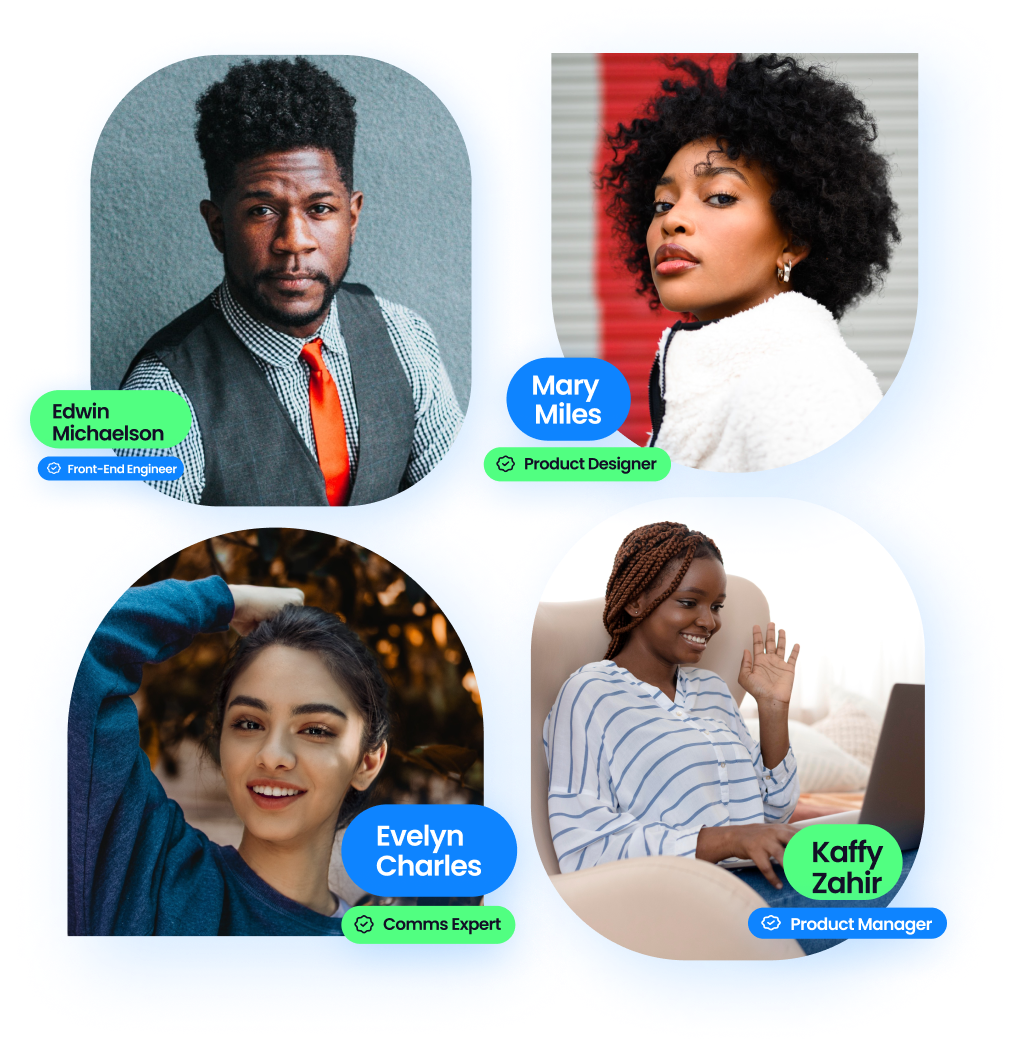 Edwin
Michaelson
Front-End Engineer
Mary
Miles
Product Designer
Evelyn
Charles
Comms Expert
Kaffy
Zahir
Product Manager